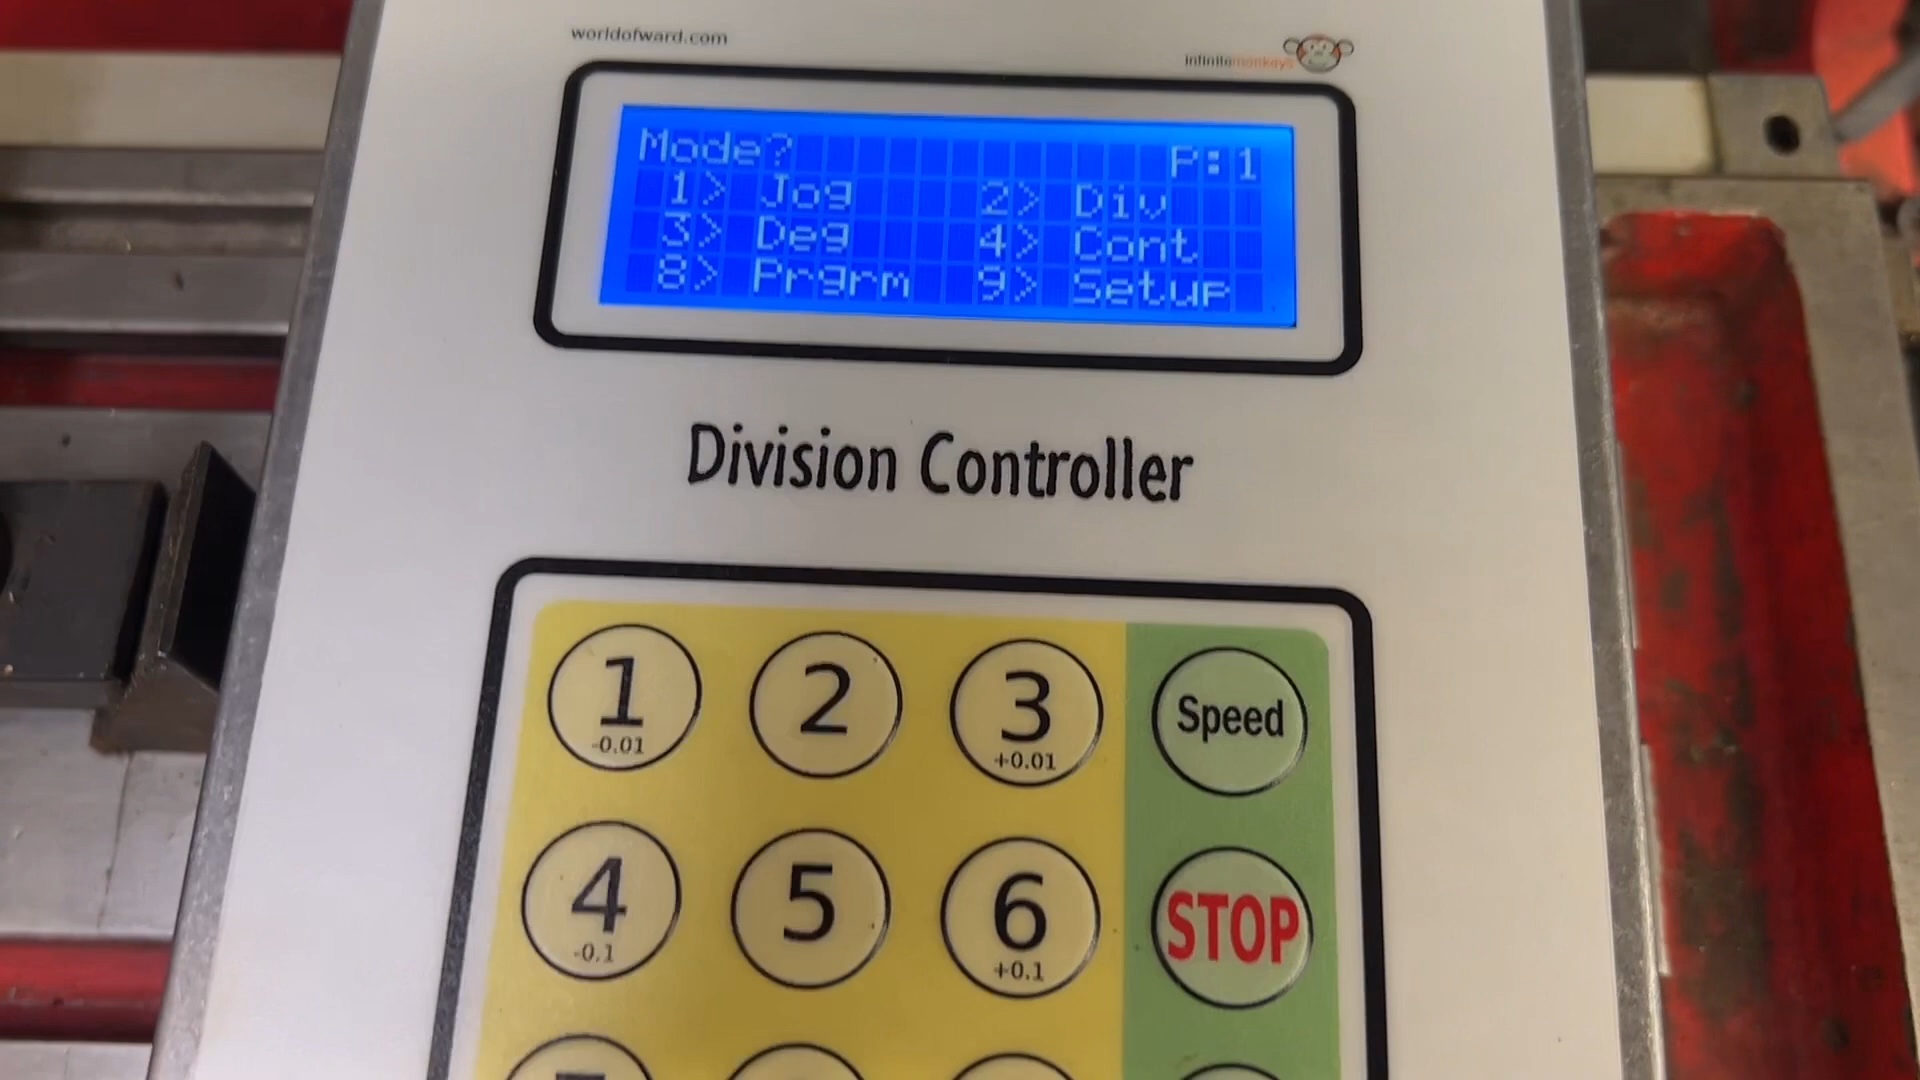 worldofward.com
infinitemonkeys
Mode? P:1
1> Jog 2> Div
3> Deg 4> Cont
8> Prgrm 9> Setup
Division Controller
1 2 3 Speed
-0.01 +0.01
4 5 6 STOP
-0.1 +0.1